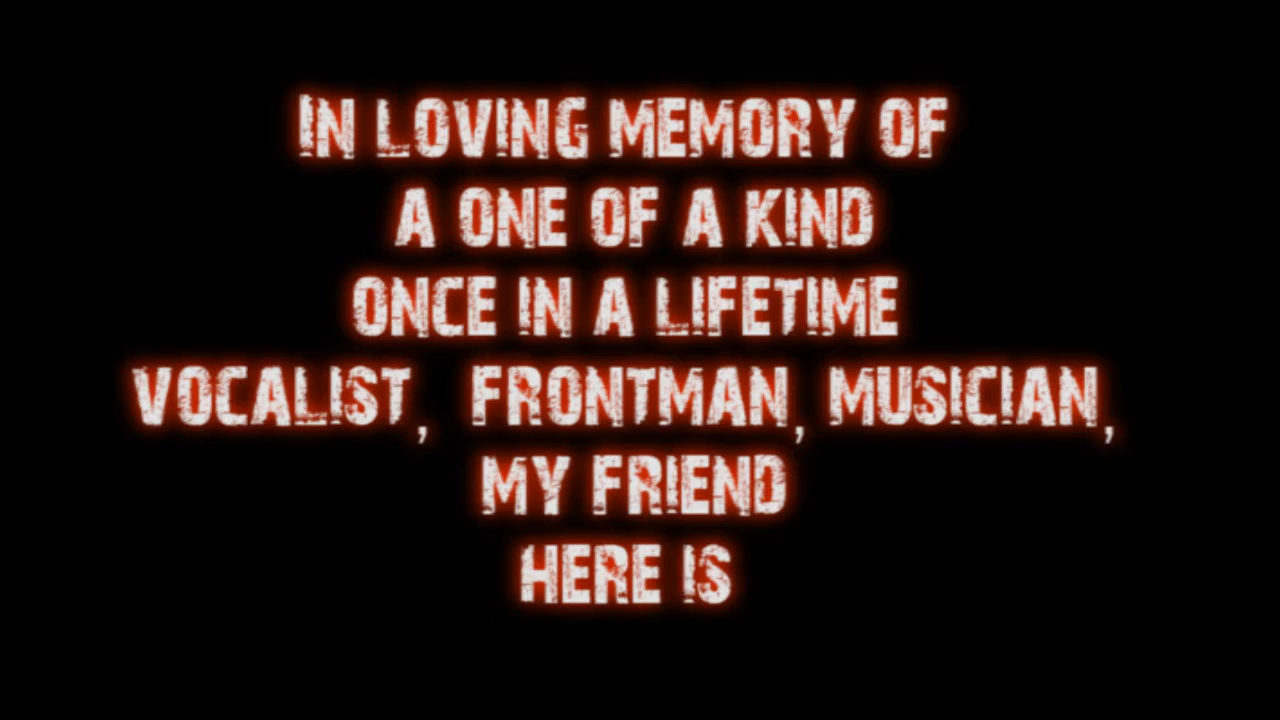 IN LOVING MEMORY OF
A ONE OF A KIND
ONCE IN A LIFETIME
VOCALIST, FRONTMAN, MUSICIAN,
MY FRIEND
HERE IS